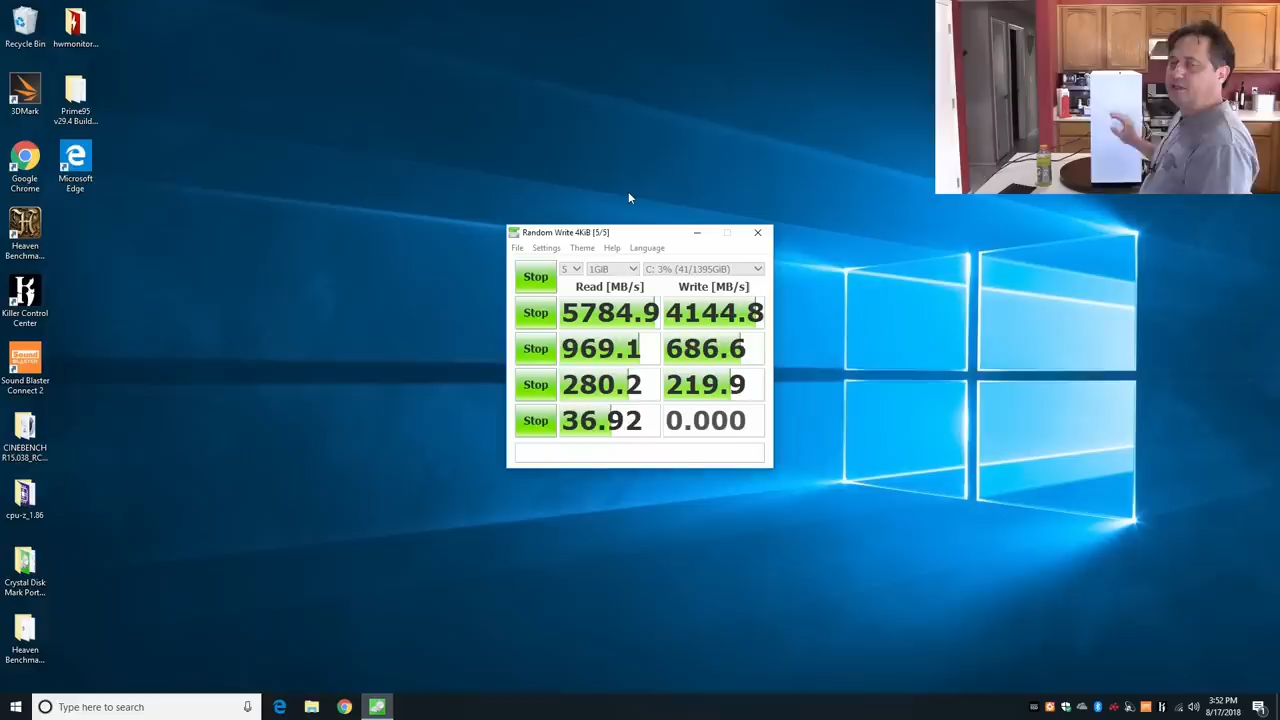 Recycle Bin
hwmonitor...
3DMark
Prime95
v29.4 Build...
Google
Chrome
Microsoft
Edge
Heaven
Benchma...
Killer Control
Center
Sound Blaster
Connect 2
CINEBENCH
R15.038_RC...
cpu-z_1.86
Crystal Disk
Mark Port...
Heaven
Benchma...
Random Write 4KiB [5/5]
File Settings Theme Help Language
Stop 5 1GiB C: 3% (41/1395GiB)
Read [MB/s] Write [MB/s]
Stop 5784.9 4144.8
Stop 969.1 686.6
Stop 280.2 219.9
Stop 36.92 0.000
Type here to search
3:52 PM
8/17/2018